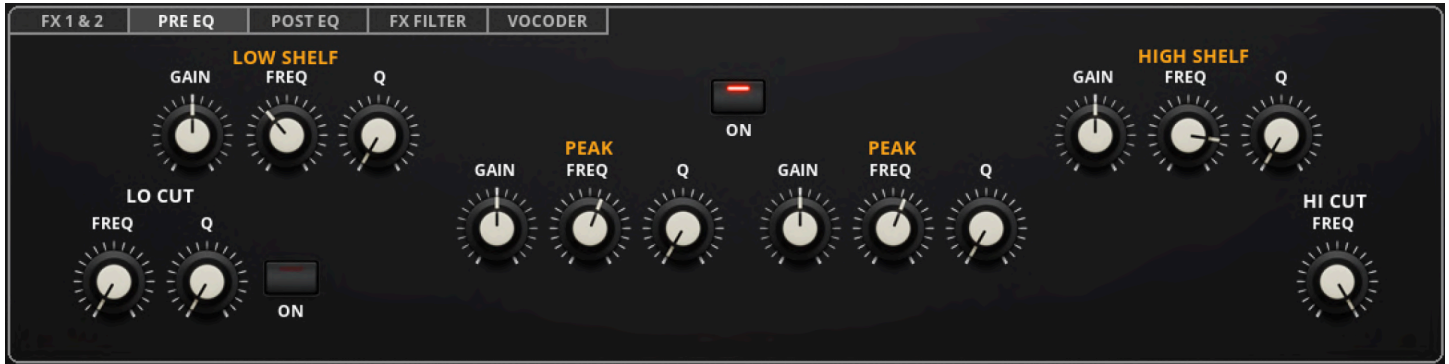 FX 1 & 2 PRE EQ POST EQ FX FILTER VOCODER
LOW SHELF
GAIN FREQ Q
LO CUT
FREQ Q
ON
ON
PEAK
GAIN FREQ Q
PEAK
GAIN FREQ Q
HIGH SHELF
GAIN FREQ Q
HI CUT
FREQ